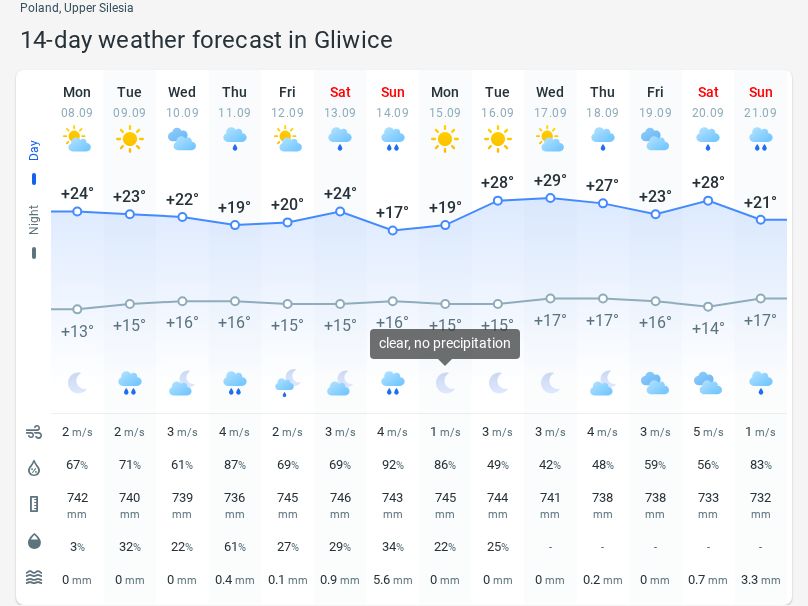 Poland, Upper Silesia
14-day weather forecast in Gliwice
Mon Tue Wed Thu Fri Sat Sun Mon Tue Wed Thu Fri Sat Sun
08.09 09.09 10.09 11.09 12.09 13.09 14.09 15.09 16.09 17.09 18.09 19.09 20.09 21.09
Day
Night
+24° +23° +22° +19° +20° +24° +17° +19° +28° +29° +27° +23° +28° +21°
+13° +15° +16° +16° +15° +15° +16° +15° +15° +17° +17° +16° +14° +17°
clear, no precipitation
2 m/s 2 m/s 3 m/s 4 m/s 2 m/s 3 m/s 4 m/s 1 m/s 3 m/s 3 m/s 4 m/s 3 m/s 5 m/s 1 m/s
67% 71% 61% 87% 69% 69% 92% 86% 49% 42% 48% 59% 56% 83%
742 740 739 736 745 746 743 745 744 741 738 738 733 732
mm mm mm mm mm mm mm mm mm mm mm mm mm mm
3% 32% 22% 61% 27% 29% 34% 22% 25% - - - - -
0 mm 0 mm 0 mm 0.4 mm 0.1 mm 0.9 mm 5.6 mm 0 mm 0 mm 0 mm 0.2 mm 0 mm 0.7 mm 3.3 mm